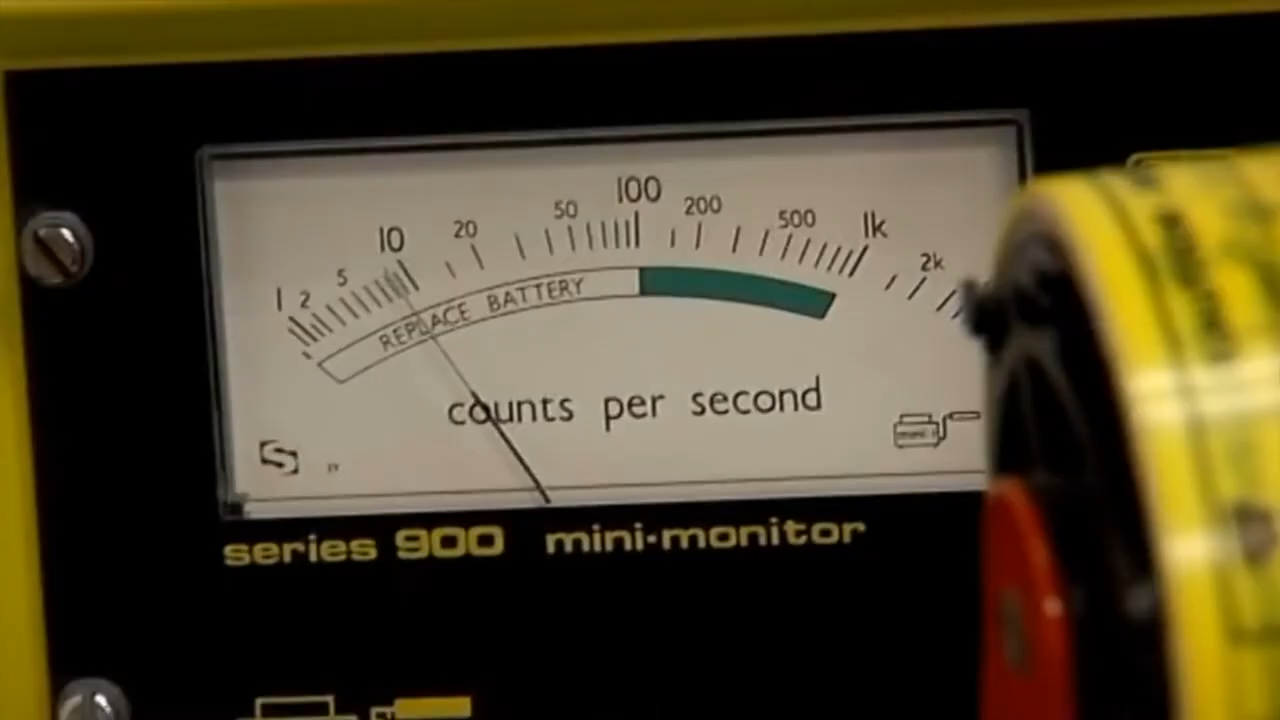 1 2 5 10 20 50 100 200 500 1k 2k
REPLACE BATTERY
counts per second
series 900 mini-monitor